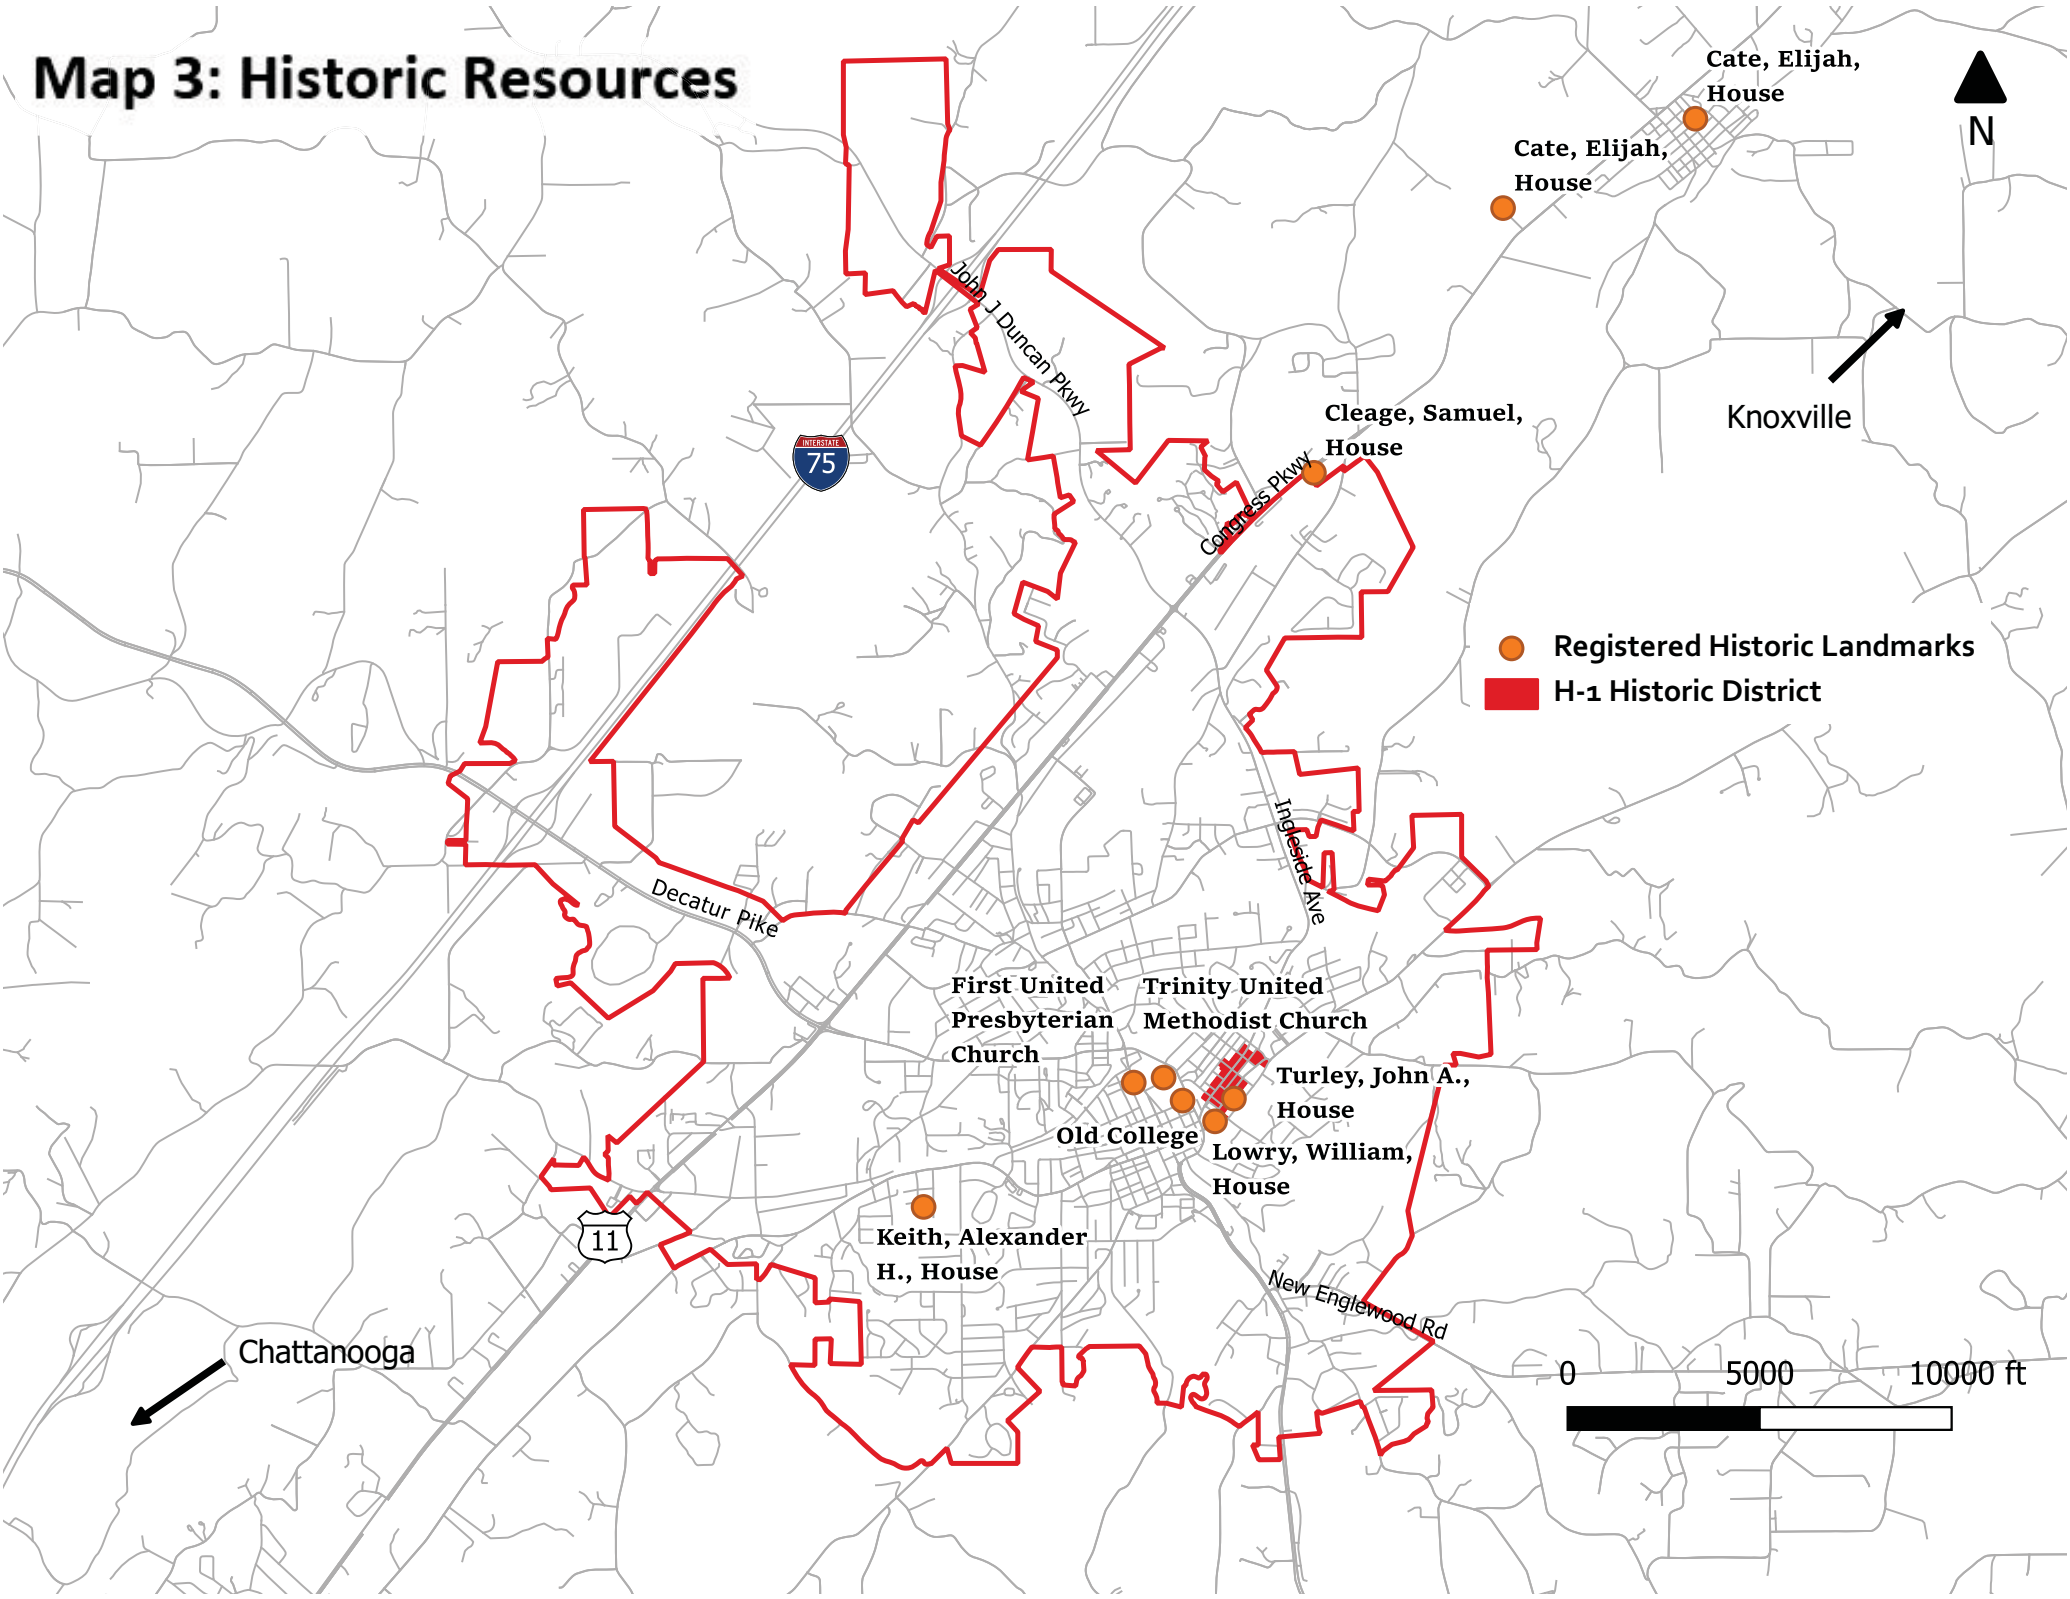 Map 3: Historic Resources
Cate, Elijah,
House
N
Cate, Elijah,
House
John J Duncan Pkwy
Knoxville
Cleage, Samuel,
House
INTERSTATE
75
Congress Pkwy
Registered Historic Landmarks
H-1 Historic District
Ingleside Ave
Decatur Pike
First United
Presbyterian
Church
Trinity United
Methodist Church
Turley, John A.,
House
Old College
Lowry, William,
House
Keith, Alexander
H., House
11
New Englewood Rd
Chattanooga
0 5000 10000 ft